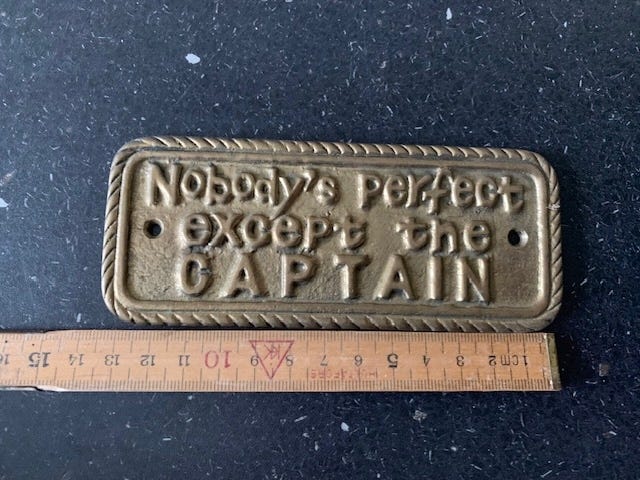 Nobody's perfect
except the
CAPTAIN
1cm 2 3 4 5 6 7 8 9 10 11 12 13 14 15